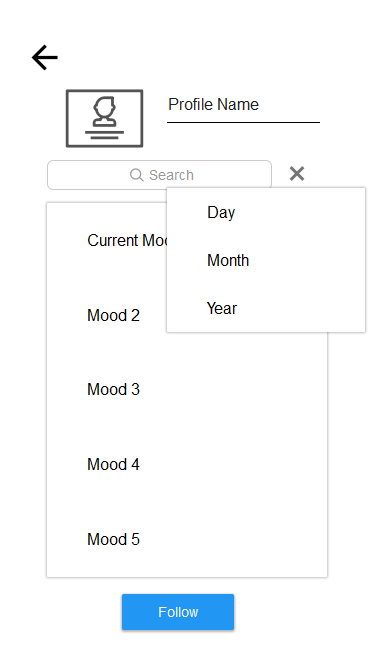 Profile Name
Search
Day
Current Moo
Month
Year
Mood 2
Mood 3
Mood 4
Mood 5
Follow